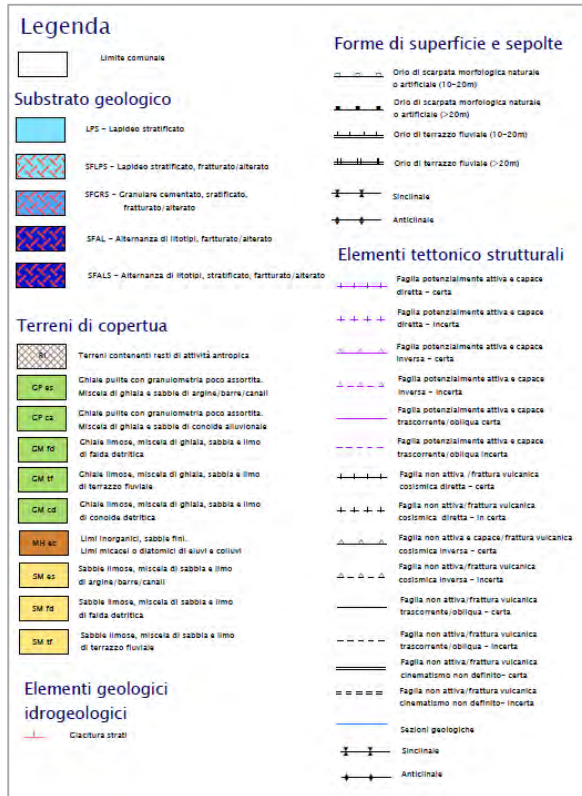 Legenda
Limite comunale
Substrato geologico
LPS - Lapideo stratificato
SFLPS - Lapideo stratificato, fratturato/alterato
SFGRS - Granulare cementato, sratificato,
fratturato/alterato
SFAL - Alternanza di litotipi, fartturato/alterato
SFALS - Alternanza di litotipi, stratificato, fartturato/alterato
Terreni di copertua
RI
Terreni contenenti resti di attività antropica
GP es
Ghiaie pulite con granulometria poco assortita.
Miscela di ghiaia e sabbie di argine/barre/canali
GP ca
Ghiaie pulite con granulometria poco assortita.
Miscela di ghiaia e sabbie di conoide alluvionale
GM fd
Ghiaie limose, miscela di ghiaia, sabbia e limo
di falda detritica
GM tf
Ghiaie limose, miscela di ghiaia, sabbia e limo
di terrazzo fluviale
GM cd
Ghiaie limose, miscela di ghiaia, sabbia e limo
di conoide detritica
MH ec
Limi inorganici, sabbie fini.
Limi micacei o diatomici di eluvi e colluvi
SM es
Sabbie limose, miscela di sabbia e limo
di argine/barre/canali
SM fd
Sabbie limose, miscela di sabbia e limo
di falda detritica
SM tf
Sabbie limose, miscela di sabbia e limo
di terrazzo fluviale
Elementi geologici
idrogeologici
Giacitura strati
Forme di superficie e sepolte
Orlo di scarpata morfologica naturale
o artificiale (10-20m)
Orlo di scarpata morfologica naturale
o artificiale (>20m)
Orlo di terrazzo fluviale (10-20m)
Orlo di terrazzo fluviale (>20m)
Sinclinale
Anticlinale
Elementi tettonico strutturali
Faglia potenzialmente attiva e capace
diretta - certa
Faglia potenzialmente attiva e capace
diretta - incerta
Faglia potenzialmente attiva e capace
inversa - certa
Faglia potenzialmente attiva e capace
inversa - incerta
Faglia potenzialmente attiva e capace
trascorrente/obliqua certa
Faglia potenzialmente attiva e capace
trascorrente/obliqua incerta
Faglia non attiva /frattura vulcanica
cosismica diretta - certa
Faglia non attiva/frattura vulcanica
cosismica diretta - in certa
Faglia non attiva e capace/frattura vulcanica
cosismica inversa - certa
Faglia non attiva/frattura vulcanica
cosismica inversa - incerta
Faglia non attiva/frattura vulcanica
trascorrente/obliqua - certa
Faglia non attiva/frattura vulcanica
trascorrente/obliqua - incerta
Faglia non attiva/frattura vulcanica
cinematismo non definito- certa
Faglia non attiva/frattura vulcanica
cinematismo non definito- incerta
Sezioni geologiche
Sinclinale
Anticlinale